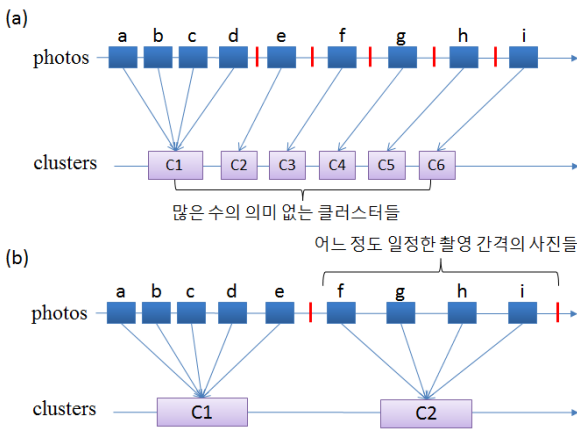 (a)
a b c d e f g h i
photos
clusters
C1 C2 C3 C4 C5 C6
많은 수의 의미 없는 클러스터들
어느 정도 일정한 촬영 간격의 사진들
(b)
a b c d e f g h i
photos
clusters
C1 C2